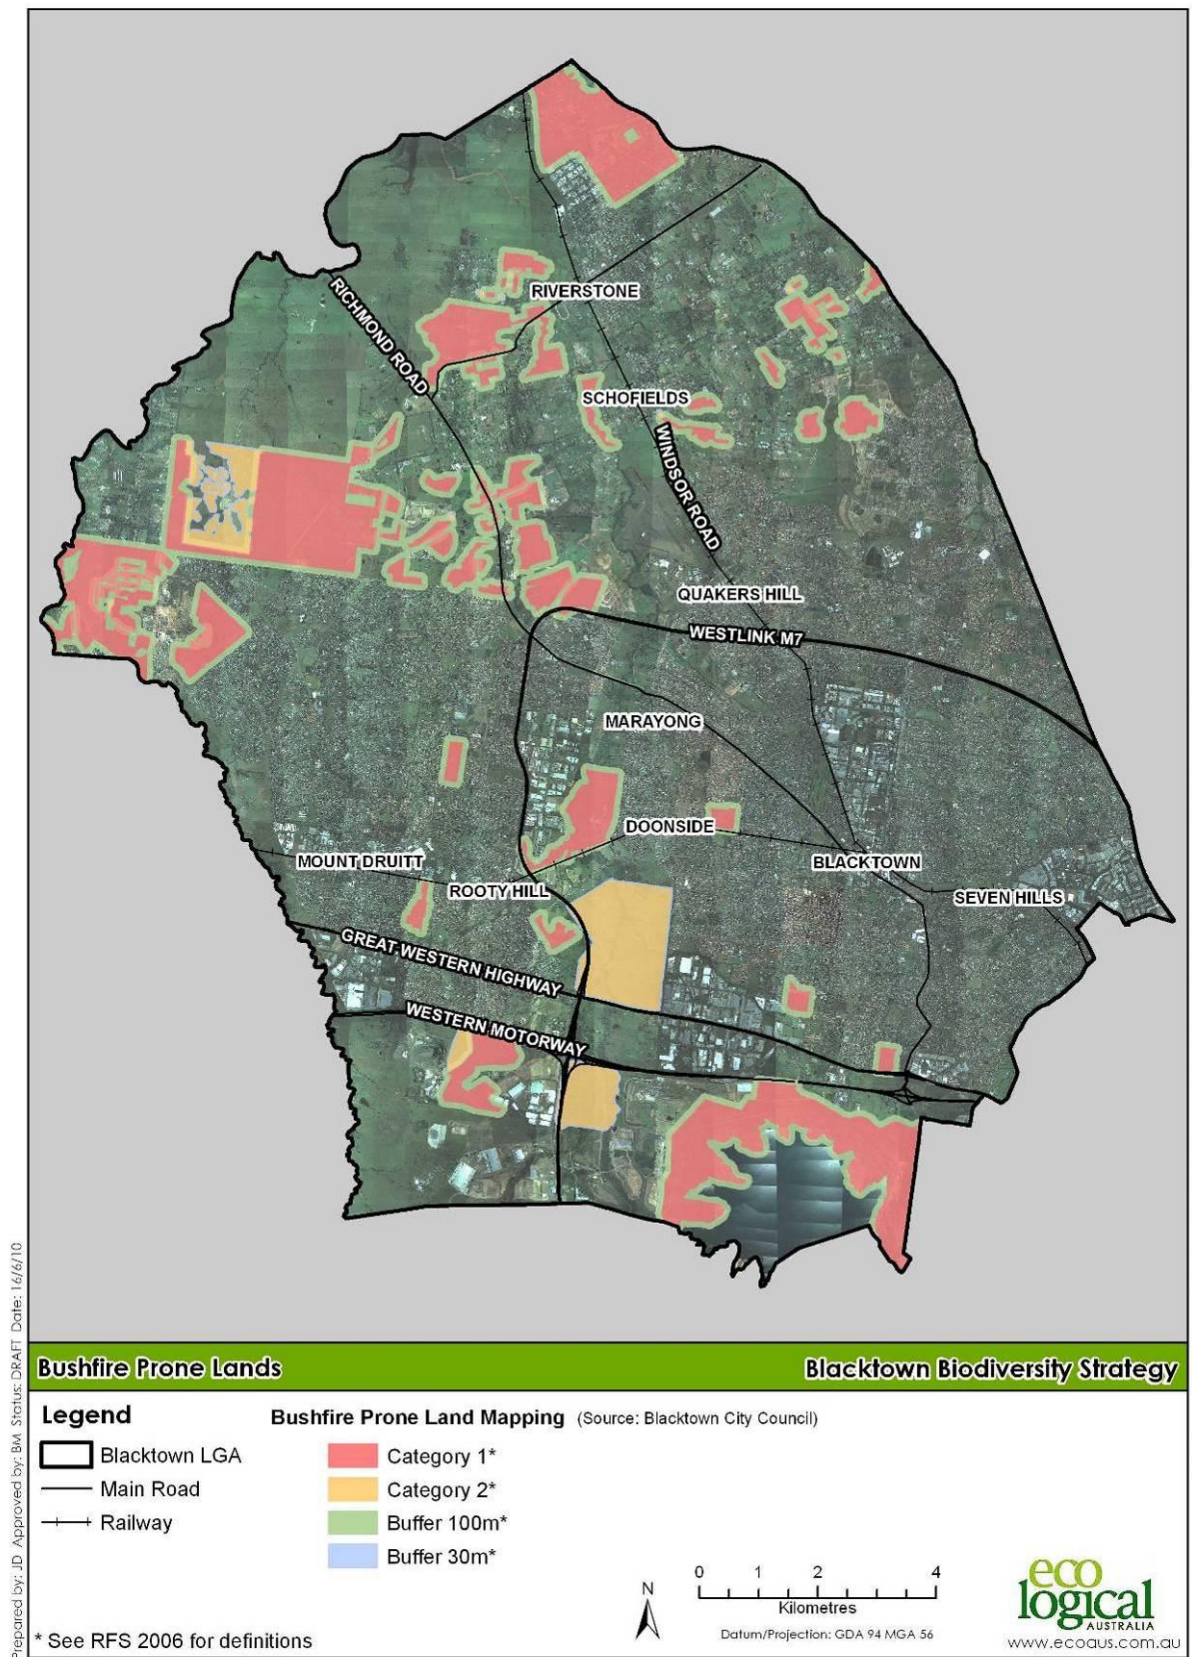 RIVERSTONE
RICHMOND ROAD
SCHOFIELDS
WINDSOR ROAD
QUAKERS HILL
WESTLINK M7
MARAYONG
DOONSIDE
MOUNT DRUITT
BLACKTOWN
ROOTY HILL
SEVEN HILLS
GREAT WESTERN HIGHWAY
WESTERN MOTORWAY
Prepared by: JD Approved by: BM Status: DRAFT Date: 16/6/10
Bushfire Prone Lands Blacktown Biodiversity Strategy
Legend
Blacktown LGA
Main Road
Railway
Bushfire Prone Land Mapping (Source: Blacktown City Council)
Category 1*
Category 2*
Buffer 100m*
Buffer 30m*
* See RFS 2006 for definitions
N
0 1 2 4
Kilometres
Datum/Projection: GDA 94 MGA 56
eco
logical
AUSTRALIA
www.ecoaus.com.au